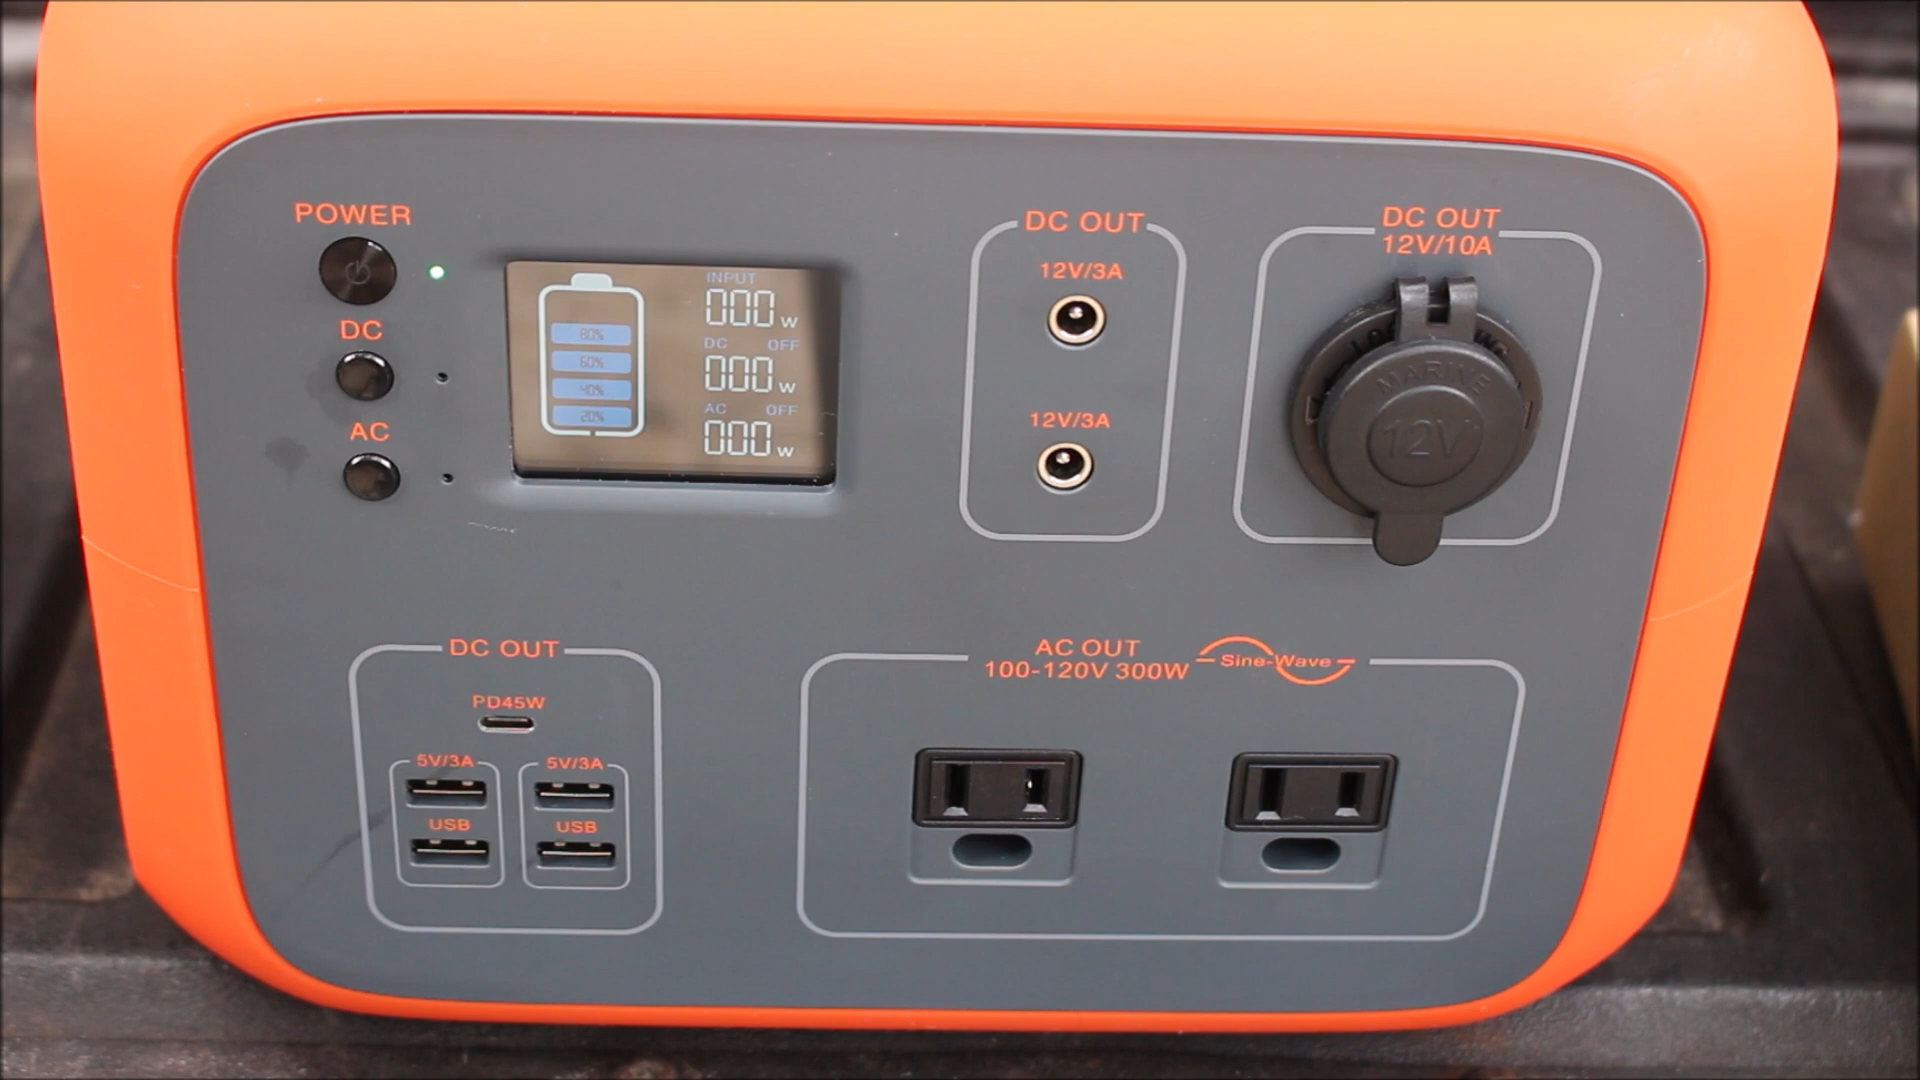 POWER
DC
AC
80%
60%
40%
20%
INPUT
000 W
DC OFF
000 W
AC OFF
000 W
DC OUT
12V/3A
12V/3A
DC OUT
12V/10A
MARINE
12V
DC OUT
PD45W
5V/3A
5V/3A
USB
USB
AC OUT
100-120V 300W
Sine-Wave